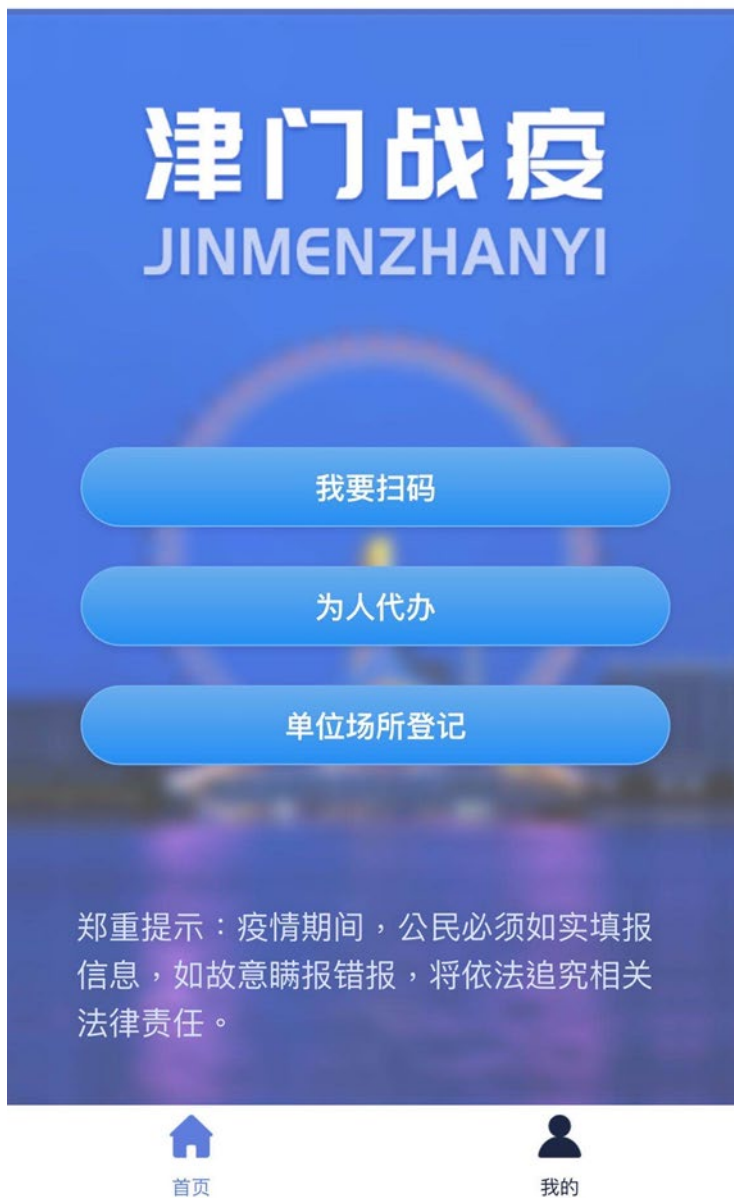 津门战疫
JINMENZHANYI
我要扫码
为人代办
单位场所登记
郑重提示：疫情期间，公民必须如实填报
信息，如故意瞒报错报，将依法追究相关
法律责任。
首页
我的